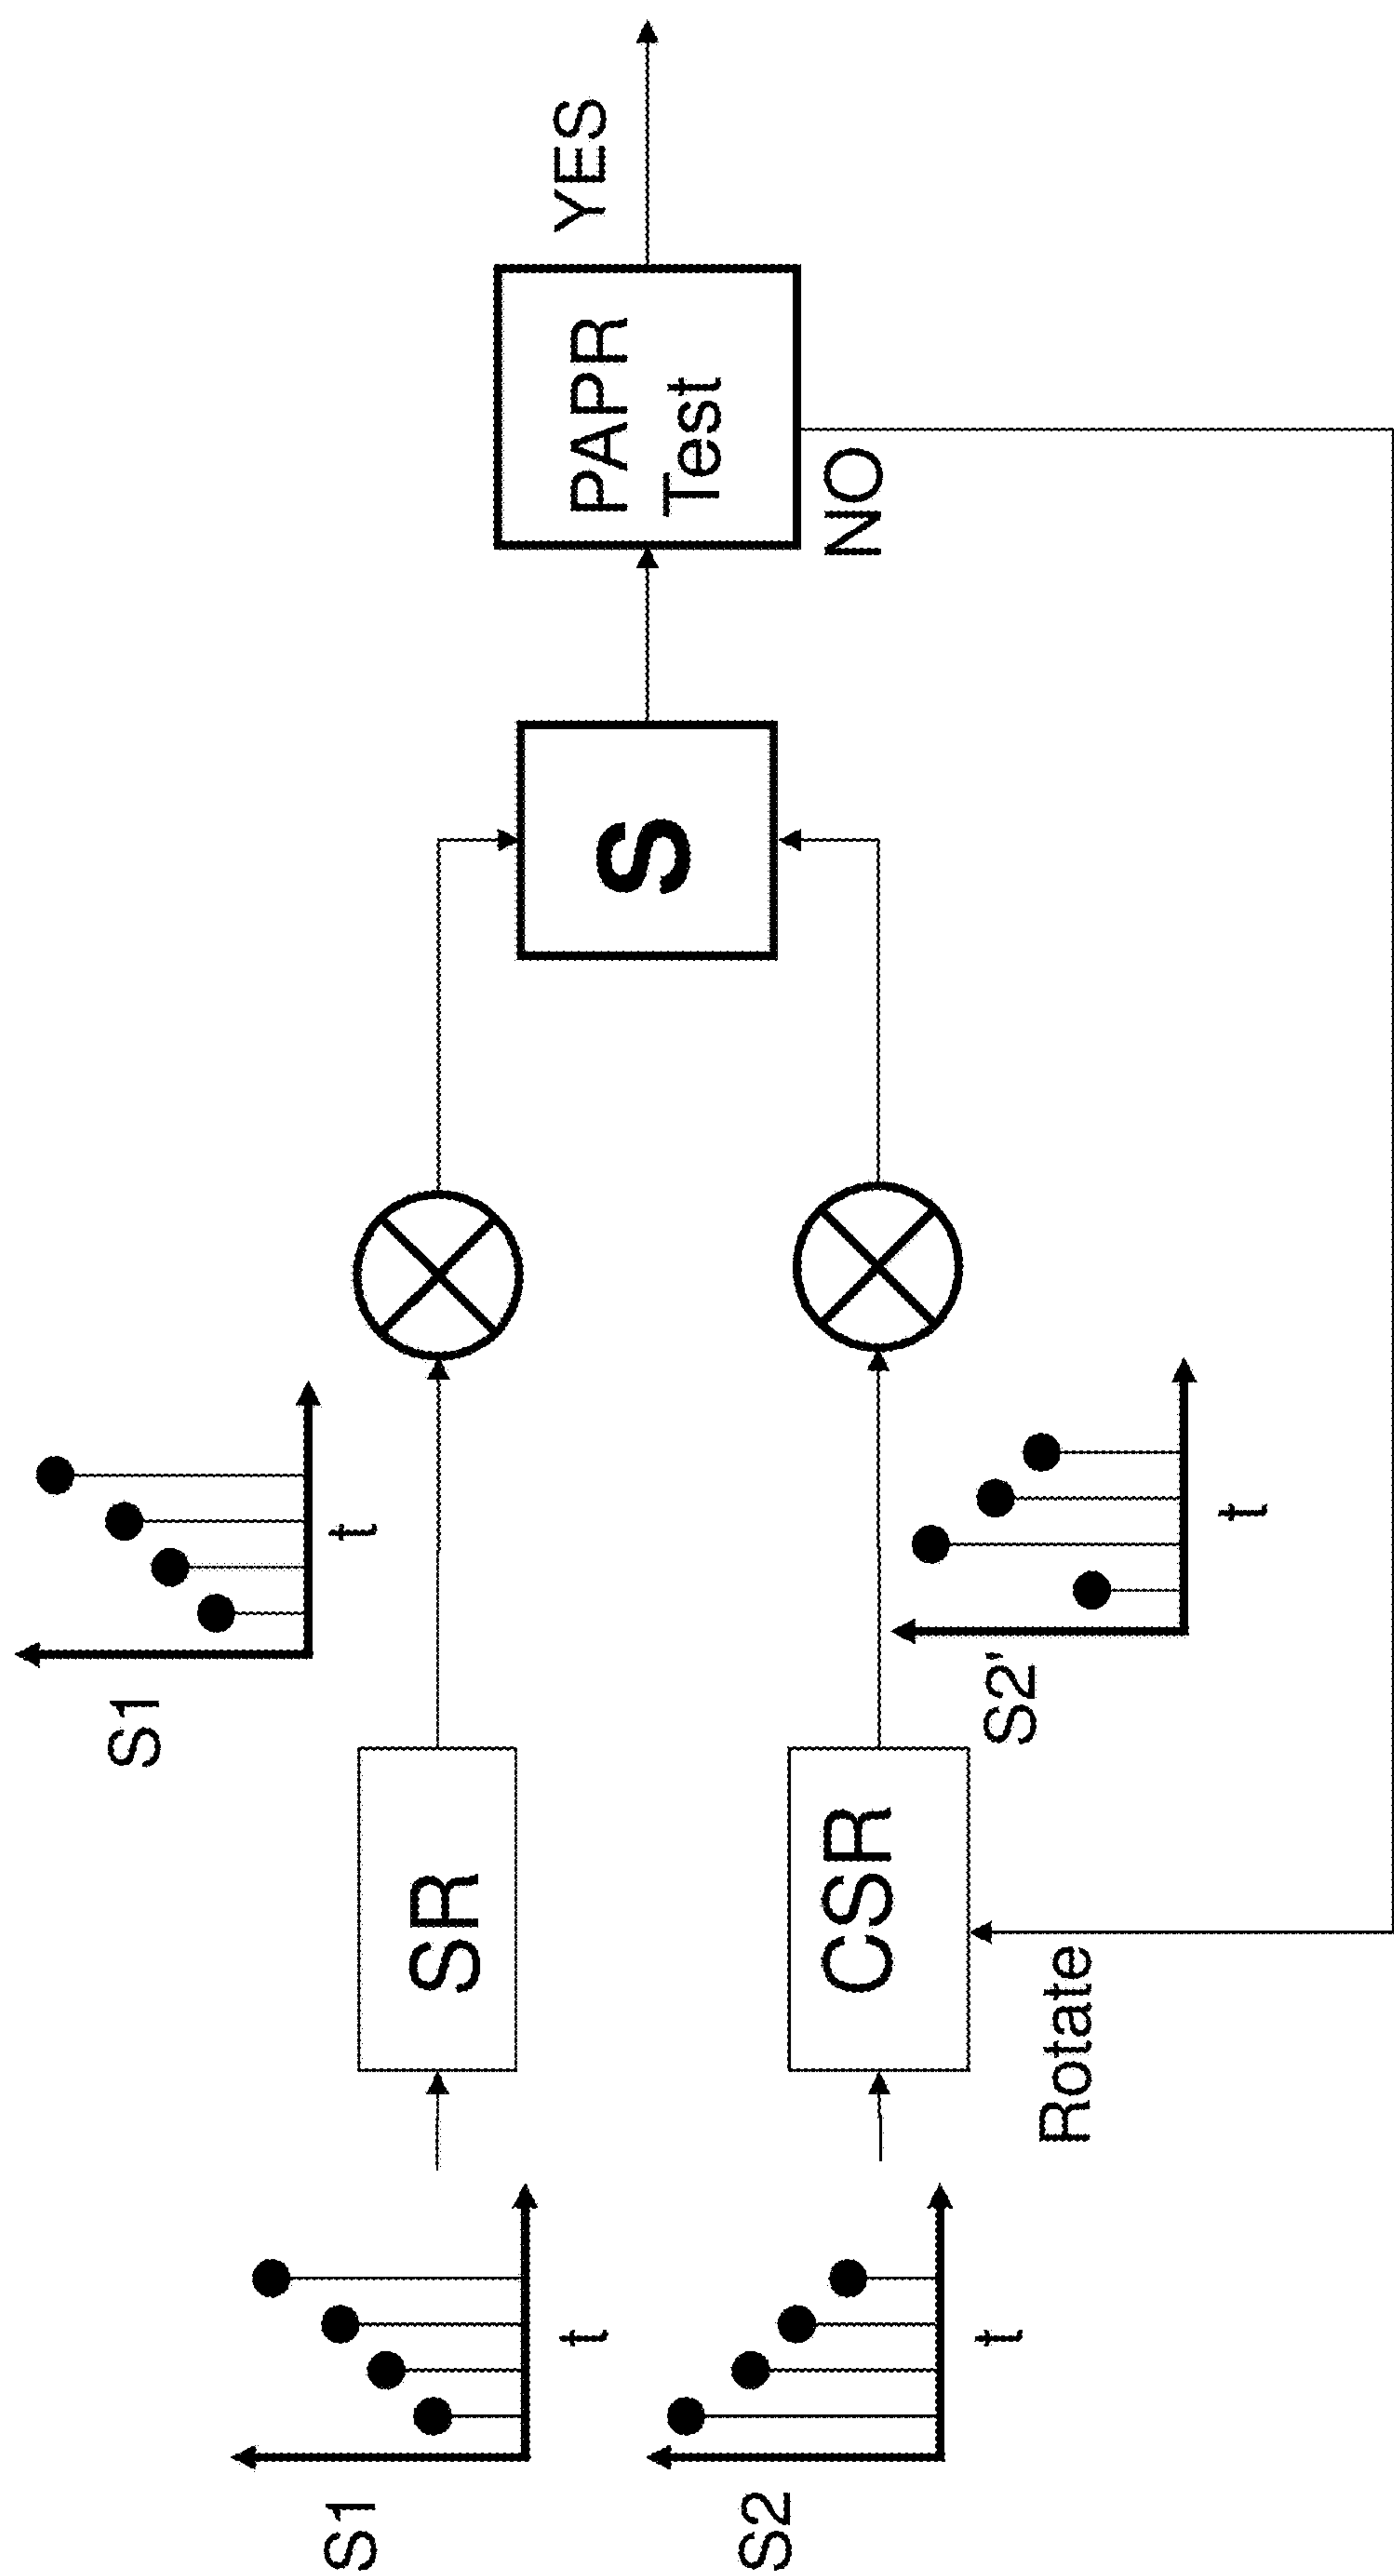 S1
t
SR
S1
t
S2
t
CSR
Rotate
S2'
t
S
PAPR
Test
YES
NO